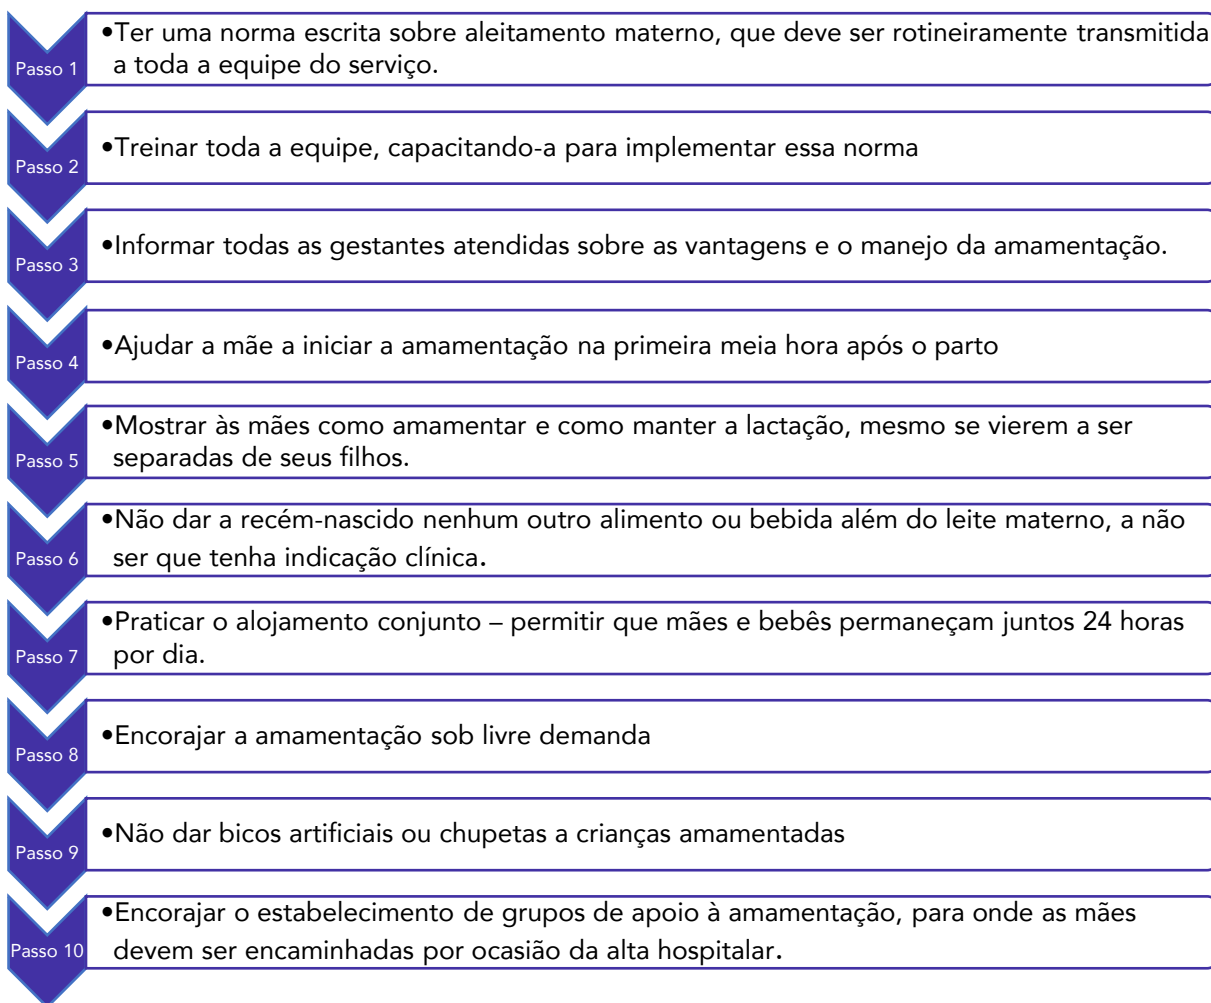 Passo 1
•Ter uma norma escrita sobre aleitamento materno, que deve ser rotineiramente transmitida
a toda a equipe do serviço.
Passo 2
•Treinar toda a equipe, capacitando-a para implementar essa norma
Passo 3
•Informar todas as gestantes atendidas sobre as vantagens e o manejo da amamentação.
Passo 4
•Ajudar a mãe a iniciar a amamentação na primeira meia hora após o parto
Passo 5
•Mostrar às mães como amamentar e como manter a lactação, mesmo se vierem a ser
separadas de seus filhos.
Passo 6
•Não dar a recém-nascido nenhum outro alimento ou bebida além do leite materno, a não
ser que tenha indicação clínica.
Passo 7
•Praticar o alojamento conjunto – permitir que mães e bebês permaneçam juntos 24 horas
por dia.
Passo 8
•Encorajar a amamentação sob livre demanda
Passo 9
•Não dar bicos artificiais ou chupetas a crianças amamentadas
Passo 10
•Encorajar o estabelecimento de grupos de apoio à amamentação, para onde as mães
devem ser encaminhadas por ocasião da alta hospitalar.